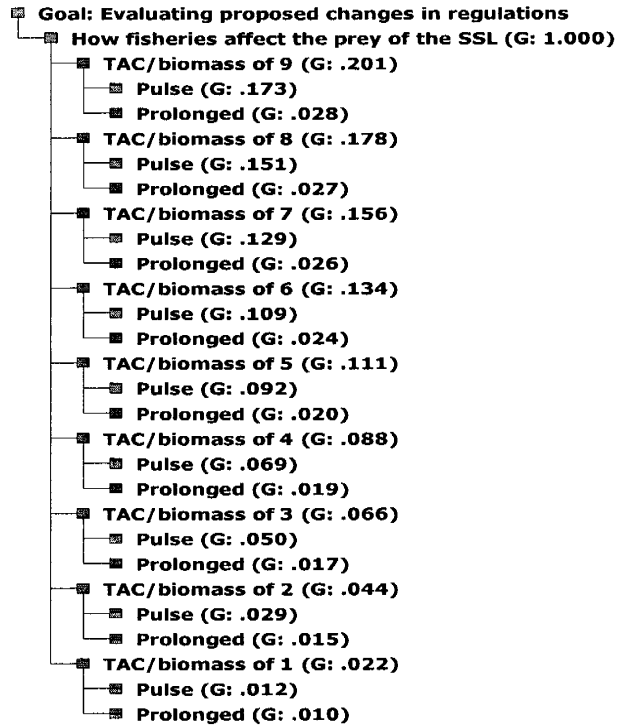 Goal: Evaluating proposed changes in regulations
How fisheries affect the prey of the SSL (G: 1.000)
TAC/biomass of 9 (G: .201)
Pulse (G: .173)
Prolonged (G: .028)
TAC/biomass of 8 (G: .178)
Pulse (G: .151)
Prolonged (G: .027)
TAC/biomass of 7 (G: .156)
Pulse (G: .129)
Prolonged (G: .026)
TAC/biomass of 6 (G: .134)
Pulse (G: .109)
Prolonged (G: .024)
TAC/biomass of 5 (G: .111)
Pulse (G: .092)
Prolonged (G: .020)
TAC/biomass of 4 (G: .088)
Pulse (G: .069)
Prolonged (G: .019)
TAC/biomass of 3 (G: .066)
Pulse (G: .050)
Prolonged (G: .017)
TAC/biomass of 2 (G: .044)
Pulse (G: .029)
Prolonged (G: .015)
TAC/biomass of 1 (G: .022)
Pulse (G: .012)
Prolonged (G: .010)